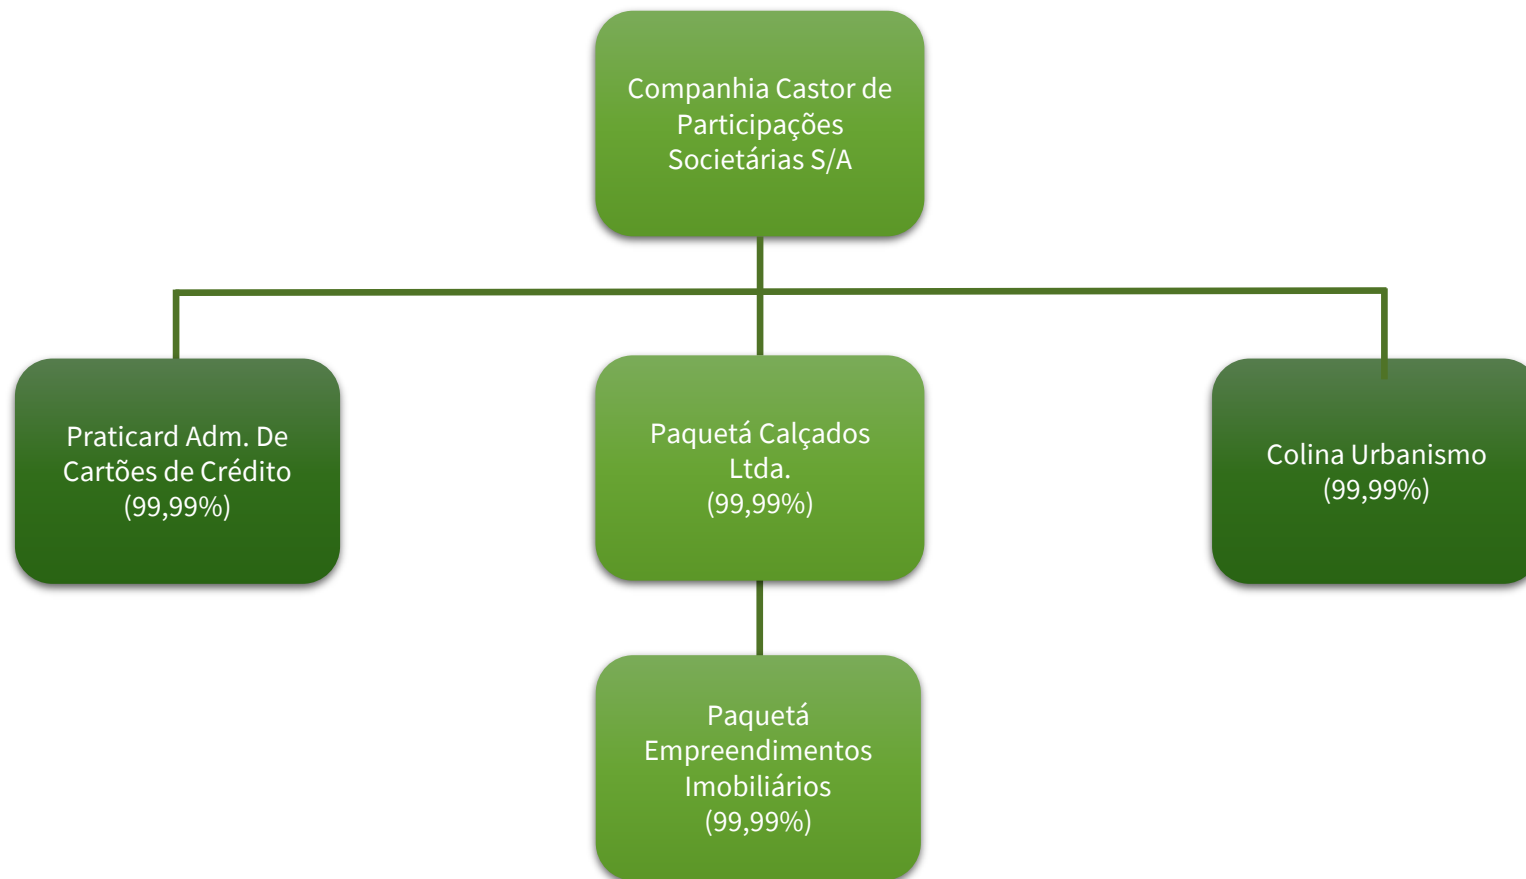 Companhia Castor de
Participações
Societárias S/A
Praticard Adm. De
Cartões de Crédito
(99,99%)
Paquetá Calçados
Ltda.
(99,99%)
Colina Urbanismo
(99,99%)
Paquetá
Empreendimentos
Imobiliários
(99,99%)